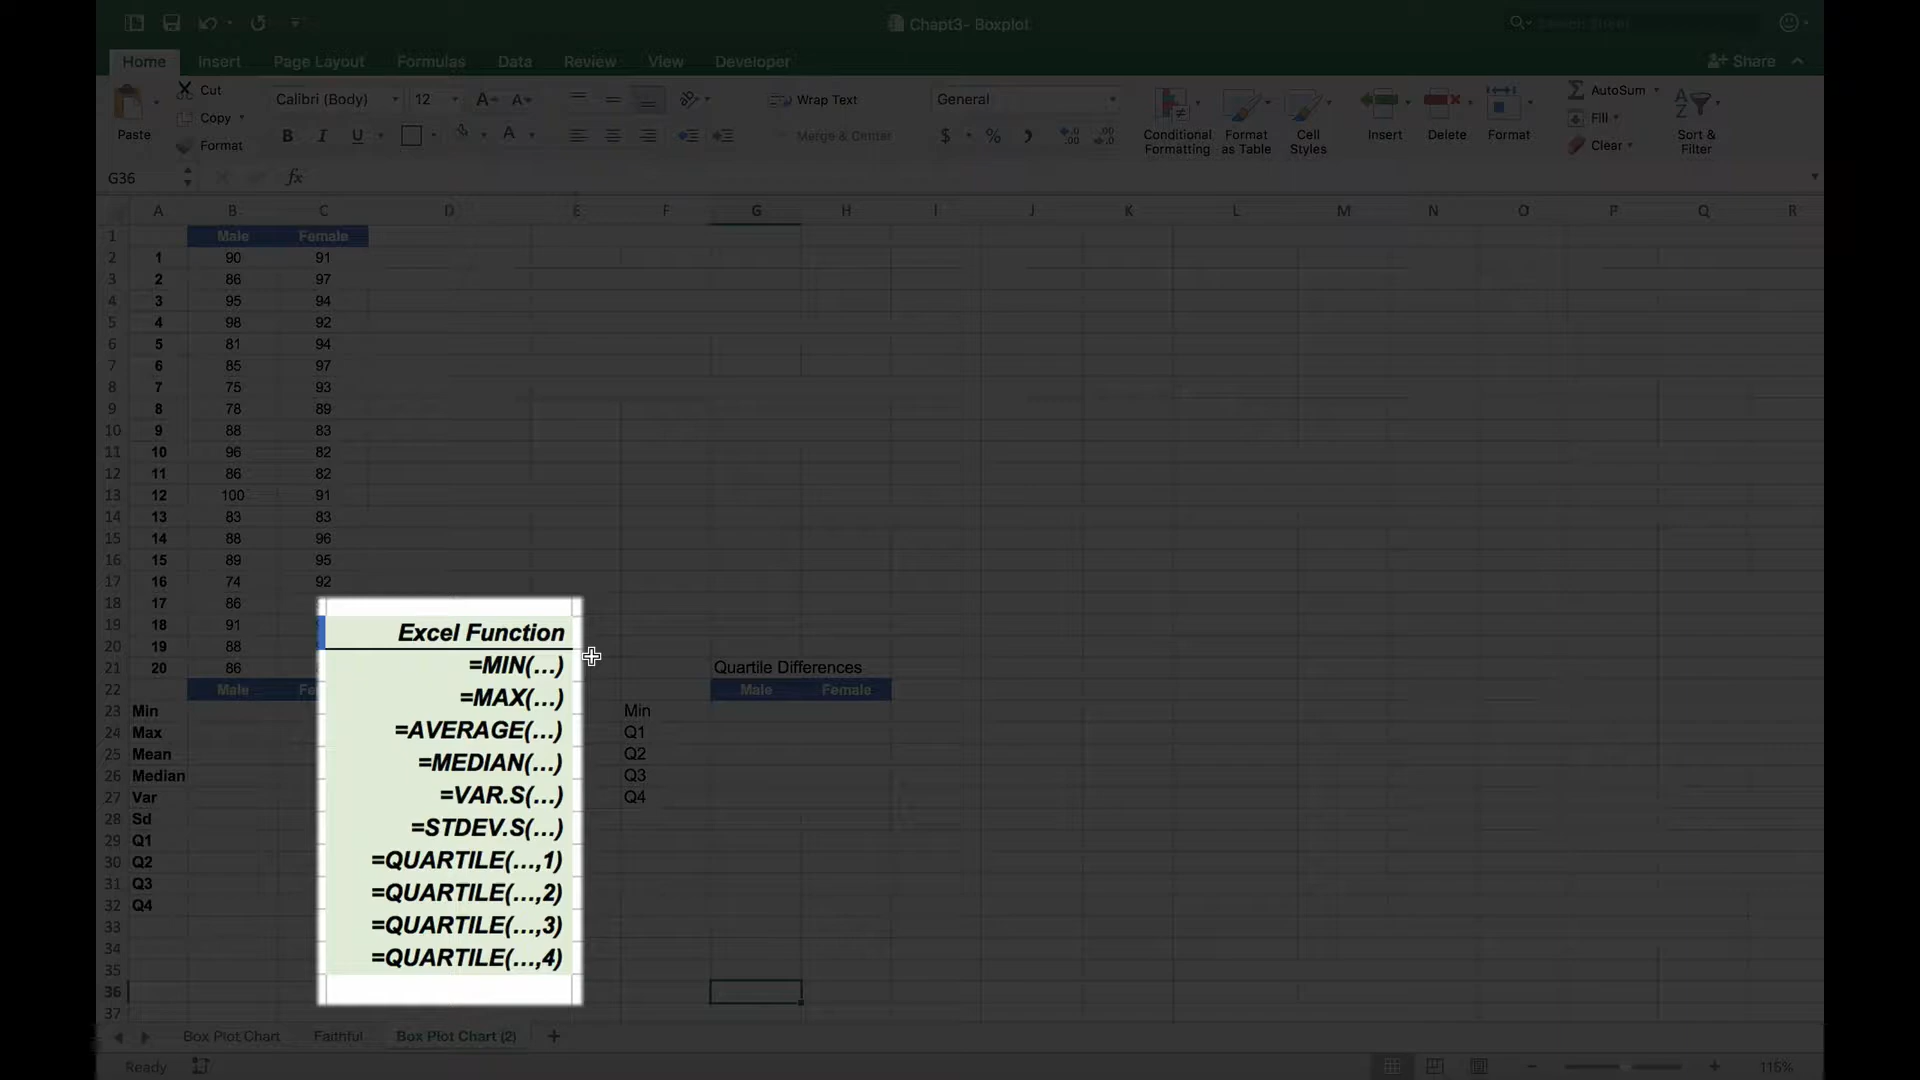 Chapt3- Boxplot
Search Sheet
Home Insert Page Layout Formulas Data Review View Developer Share
Paste Cut Copy Format
Calibri (Body) 12 Wrap Text General
B I U A Merge & Center $ %
Conditional Formatting Format as Table Cell Styles Insert Delete Format
AutoSum Fill Clear Sort & Filter
G36 fx
A B C D E F G H I J K L M N O P Q R
1 Male Female
2 1 90 91
3 2 86 97
4 3 95 94
5 4 98 92
6 5 81 94
7 6 85 97
8 7 75 93
9 8 78 89
10 9 88 83
11 10 96 82
12 11 86 82
13 12 100 91
14 13 83 83
15 14 88 96
16 15 89 95
17 16 74 92
18 17 86
19 18 91
20 19 88
21 20 86 Quartile Differences
22 Male Fe Male Female
23 Min Min
24 Max Q1
25 Mean Q2
26 Median Q3
27 Var Q4
28 Sd
29 Q1
30 Q2
31 Q3
32 Q4
33
34
35
36
37
Excel Function
=MIN(…)
=MAX(…)
=AVERAGE(…)
=MEDIAN(…)
=VAR.S(…)
=STDEV.S(…)
=QUARTILE(…,1)
=QUARTILE(…,2)
=QUARTILE(…,3)
=QUARTILE(…,4)
Box Plot Chart Faithful Box Plot Chart (2) +
Ready 115%